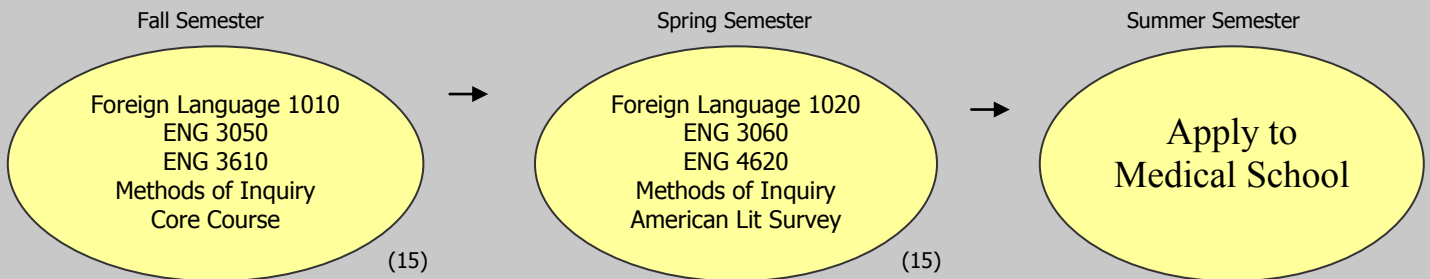 Fall Semester
Foreign Language 1010
ENG 3050
ENG 3610
Methods of Inquiry
Core Course
(15)
Spring Semester
Foreign Language 1020
ENG 3060
ENG 4620
Methods of Inquiry
American Lit Survey
(15)
Summer Semester
Apply to
Medical School